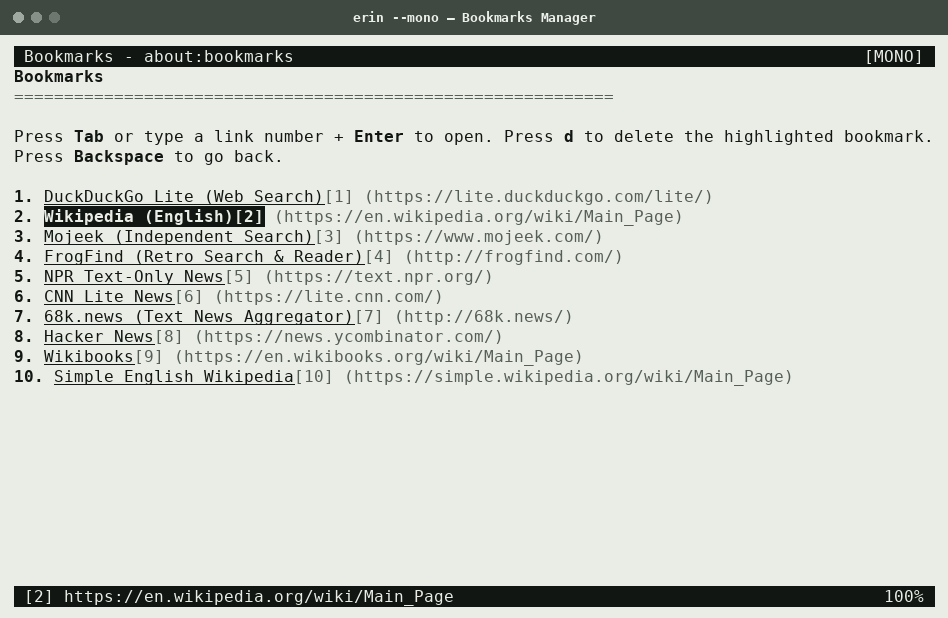 erin --mono — Bookmarks Manager
Bookmarks - about:bookmarks [MONO]
Bookmarks
============================================================
Press Tab or type a link number + Enter to open. Press d to delete the highlighted bookmark.
Press Backspace to go back.
1. DuckDuckGo Lite (Web Search)[1] (https://lite.duckduckgo.com/lite/)
2. Wikipedia (English)[2] (https://en.wikipedia.org/wiki/Main_Page)
3. Mojeek (Independent Search)[3] (https://www.mojeek.com/)
4. FrogFind (Retro Search & Reader)[4] (http://frogfind.com/)
5. NPR Text-Only News[5] (https://text.npr.org/)
6. CNN Lite News[6] (https://lite.cnn.com/)
7. 68k.news (Text News Aggregator)[7] (http://68k.news/)
8. Hacker News[8] (https://news.ycombinator.com/)
9. Wikibooks[9] (https://en.wikibooks.org/wiki/Main_Page)
10. Simple English Wikipedia[10] (https://simple.wikipedia.org/wiki/Main_Page)
[2] https://en.wikipedia.org/wiki/Main_Page 100%